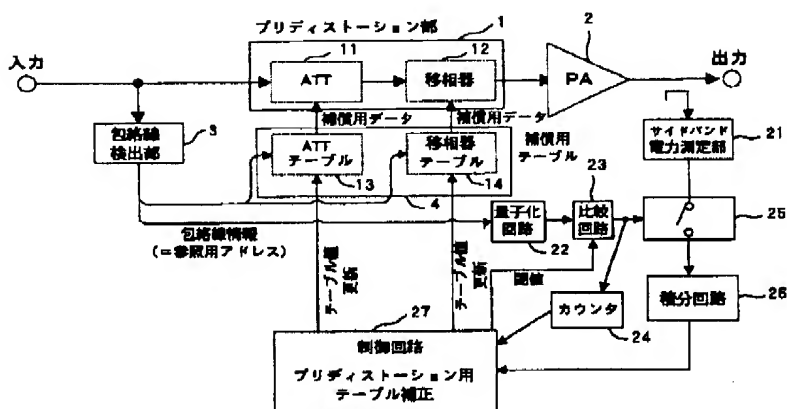 プリディストーション部
1
11
12
2
入力
ATT
移相器
PA
出力
補償用データ
補償用データ
3
包絡線
検出部
ATT
テーブル
移相器
テーブル
補償用
テーブル
13
14
4
サイドバンド
電力測定部
21
23
量子化
回路
22
比較
回路
25
包絡線情報
(=参照用アドレス)
テーブル値
更新
テーブル値
更新
閾値
カウンタ
24
積分回路
26
27
制御回路
プリディストーション用
テーブル補正